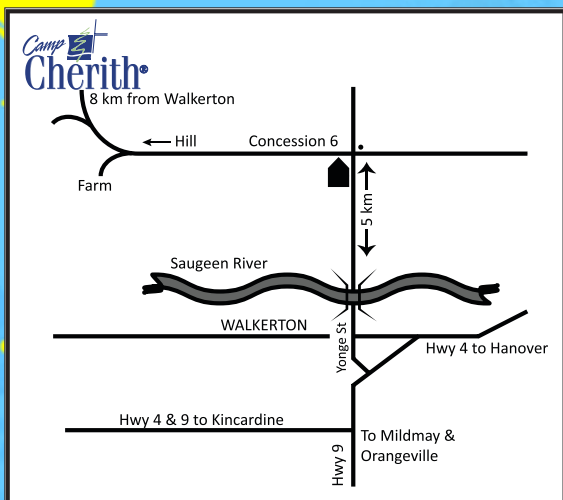 Camp
Cherith®
8 km from Walkerton
Hill
Concession 6
Farm
5 km
Saugeen River
WALKERTON
Yonge St
Hwy 4 to Hanover
Hwy 4 & 9 to Kincardine
To Mildmay &
Orangeville
Hwy 9